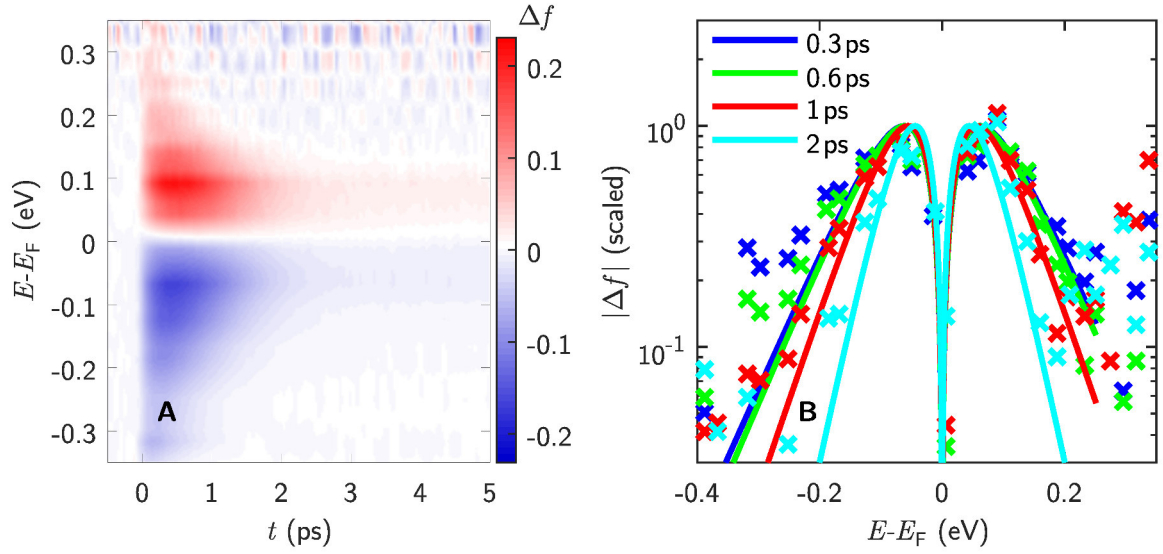 Δf
0.3
0.2
0.1
0
-0.1
-0.2
-0.3
E-E_F (eV)
A
0 1 2 3 4 5
t (ps)
0.2
0.1
0
-0.1
-0.2
0.3 ps
0.6 ps
1 ps
2 ps
10⁰
10⁻¹
|Δf| (scaled)
B
-0.4 -0.2 0 0.2
E-E_F (eV)